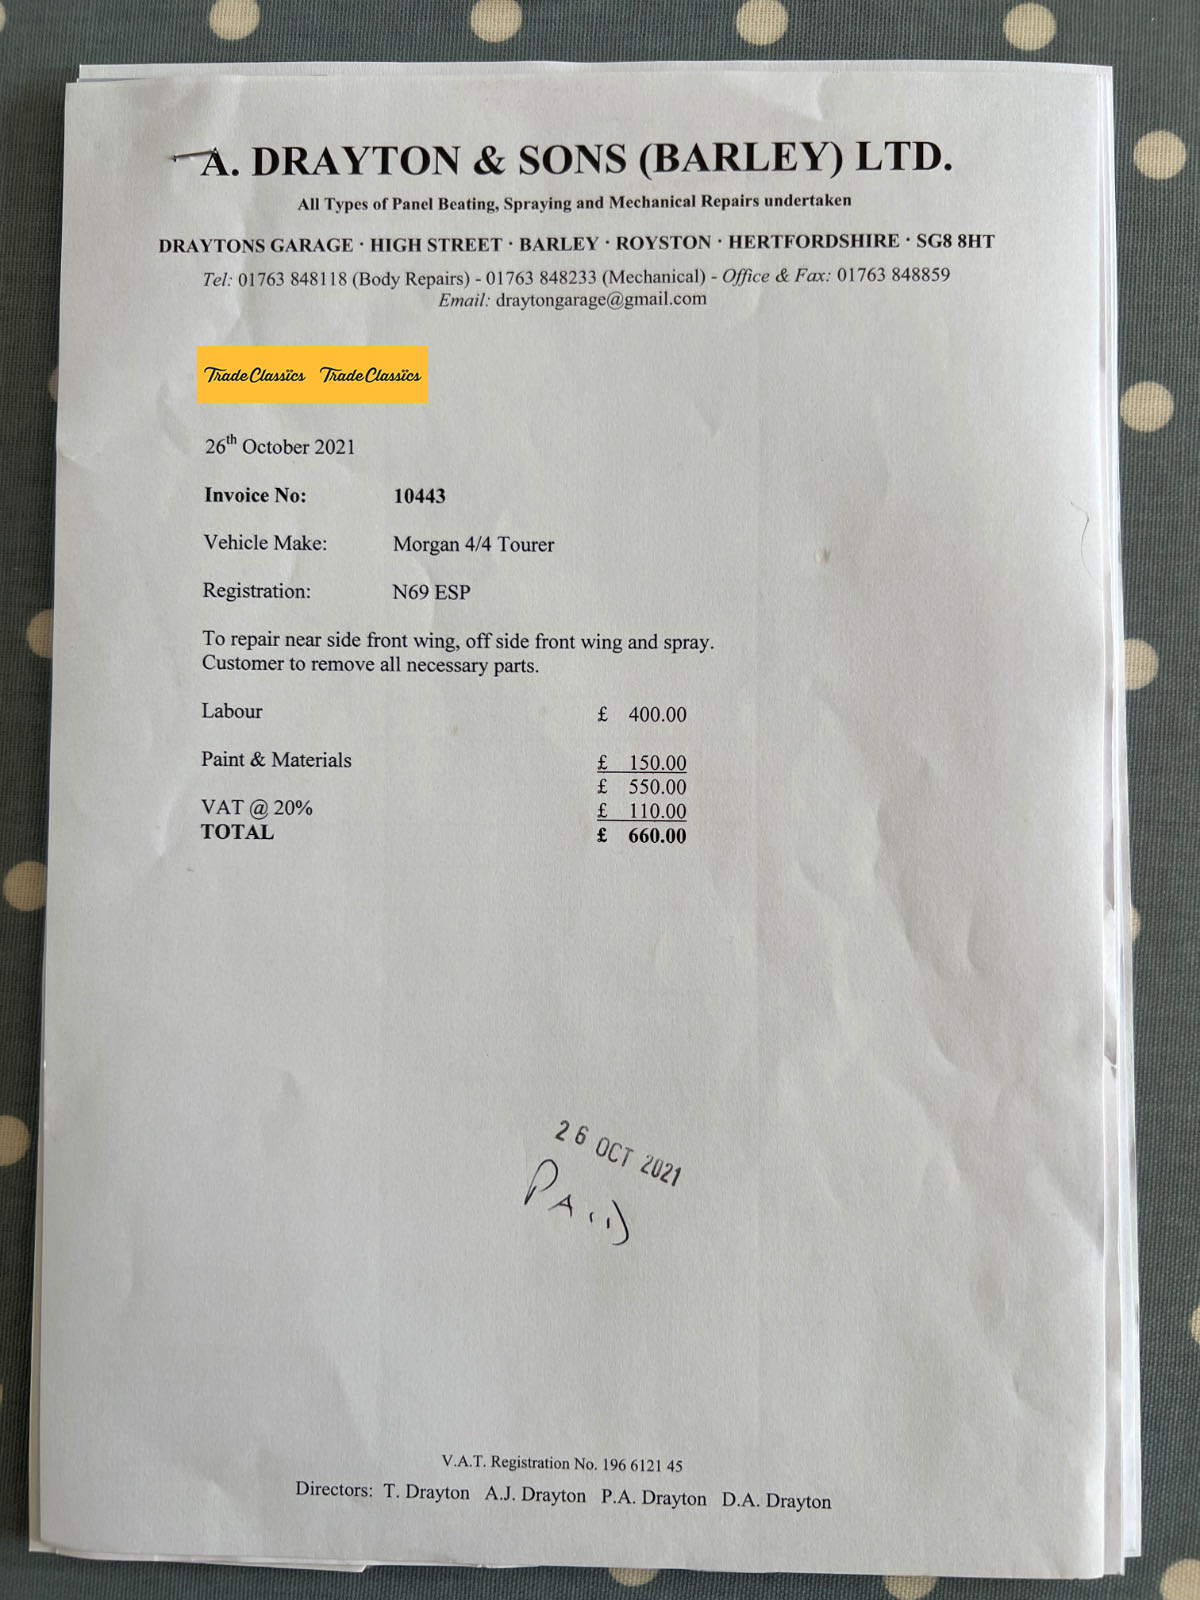 A. DRAYTON & SONS (BARLEY) LTD.
All Types of Panel Beating, Spraying and Mechanical Repairs undertaken
DRAYTONS GARAGE · HIGH STREET · BARLEY · ROYSTON · HERTFORDSHIRE · SG8 8HT
Tel: 01763 848118 (Body Repairs) - 01763 848233 (Mechanical) - Office & Fax: 01763 848859
Email: draytongarage@gmail.com
Trade Classics Trade Classics
26th October 2021
Invoice No: 10443
Vehicle Make: Morgan 4/4 Tourer
Registration: N69 ESP
To repair near side front wing, off side front wing and spray.
Customer to remove all necessary parts.
Labour £ 400.00
Paint & Materials £ 150.00
£ 550.00
VAT @ 20% £ 110.00
TOTAL £ 660.00
26 OCT 2021
PAID
V.A.T. Registration No. 196 6121 45
Directors: T. Drayton A.J. Drayton P.A. Drayton D.A. Drayton